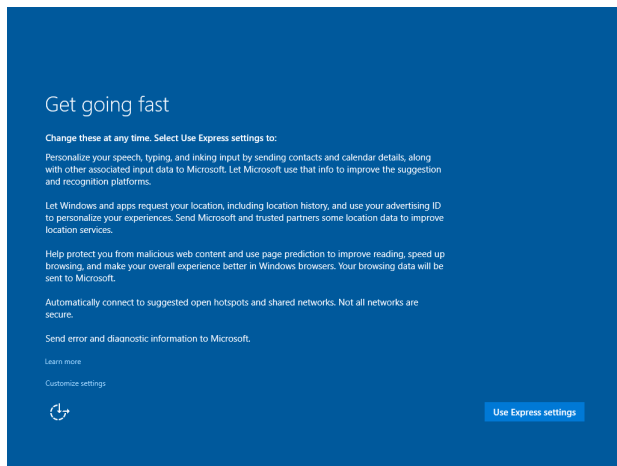 Get going fast
Change these at any time. Select Use Express settings to:
Personalize your speech, typing, and inking input by sending contacts and calendar details, along
with other associated input data to Microsoft. Let Microsoft use that info to improve the suggestion
and recognition platforms.
Let Windows and apps request your location, including location history, and use your advertising ID
to personalize your experiences. Send Microsoft and trusted partners some location data to improve
location services.
Help protect you from malicious web content and use page prediction to improve reading, speed up
browsing, and make your overall experience better in Windows browsers. Your browsing data will be
sent to Microsoft.
Automatically connect to suggested open hotspots and shared networks. Not all networks are
secure.
Send error and diagnostic information to Microsoft.
Learn more
Customize settings
Use Express settings